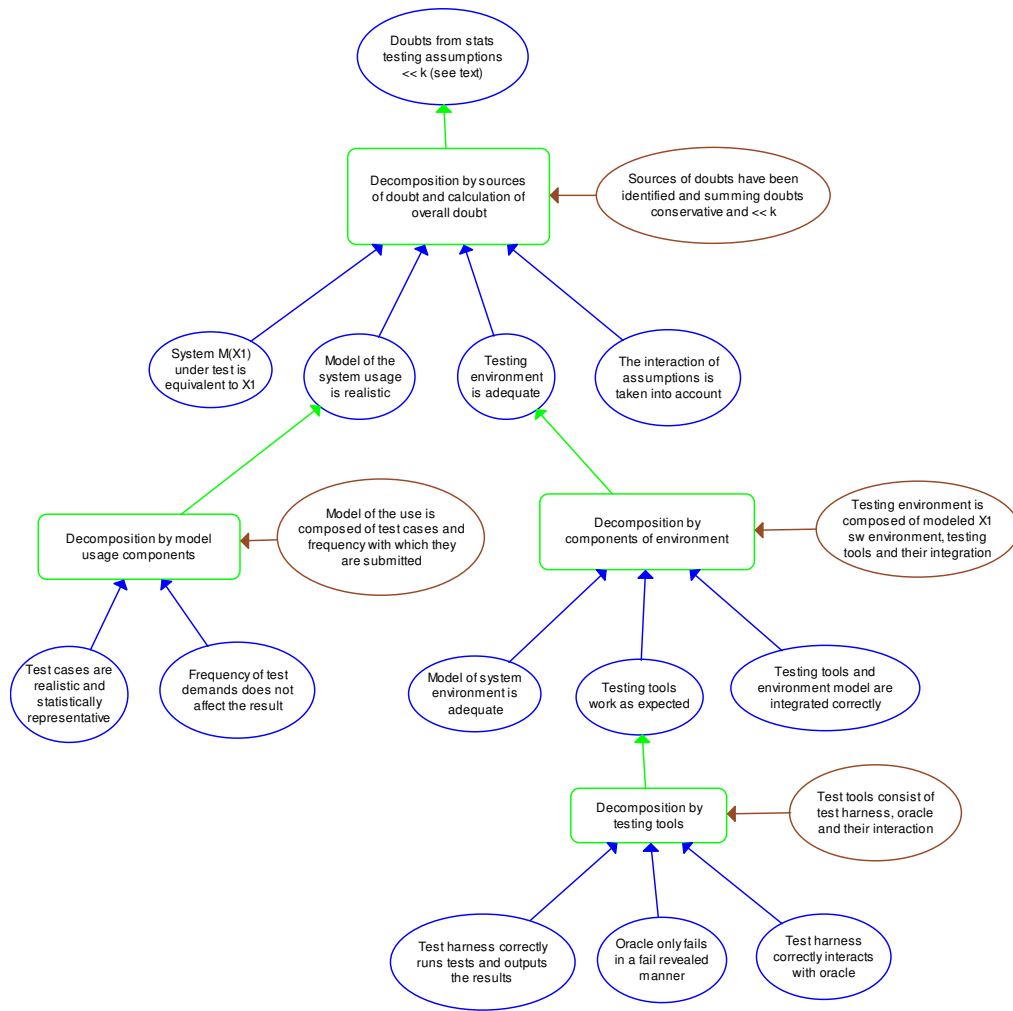 Doubts from stats
testing assumptions
<< k (see text)
Decomposition by sources
of doubt and calculation of
overall doubt
Sources of doubts have been
identified and summing doubts
conservative and << k
System M(X1)
under test is
equivalent to X1
Model of the
system usage
is realistic
Testing
environment
is adequate
The interaction of
assumptions is
taken into account
Decomposition by model
usage components
Model of the use is
composed of test cases and
frequency with which they
are submitted
Decomposition by
components of environment
Testing environment is
composed of modeled X1
sw environment, testing
tools and their integration
Test cases are
realistic and
statistically
representative
Frequency of test
demands does not
affect the result
Model of system
environment is
adequate
Testing tools
work as expected
Testing tools and
environment model are
integrated correctly
Decomposition by
testing tools
Test tools consist of
test harness, oracle
and their interaction
Test harness correctly
runs tests and outputs
the results
Oracle only fails
in a fail revealed
manner
Test harness
correctly interacts
with oracle